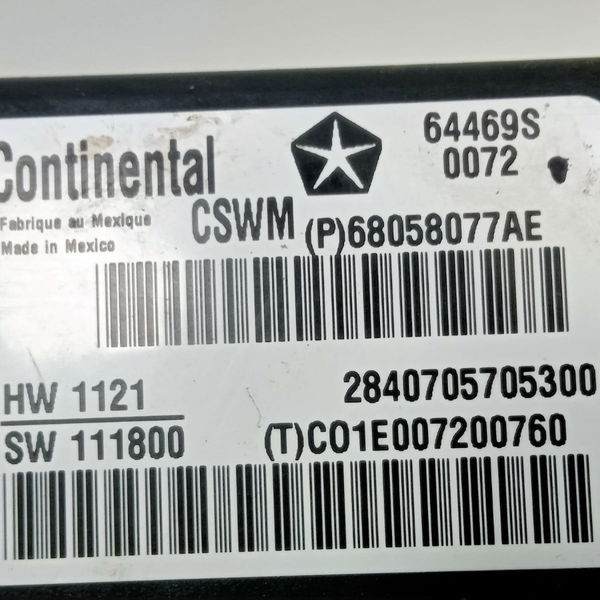 Continental 64469S
0072
Fabrique au Mexique
Made in Mexico
CSWM (P)68058077AE
HW 1121 2840705705300
SW 111800 (T)C01E007200760